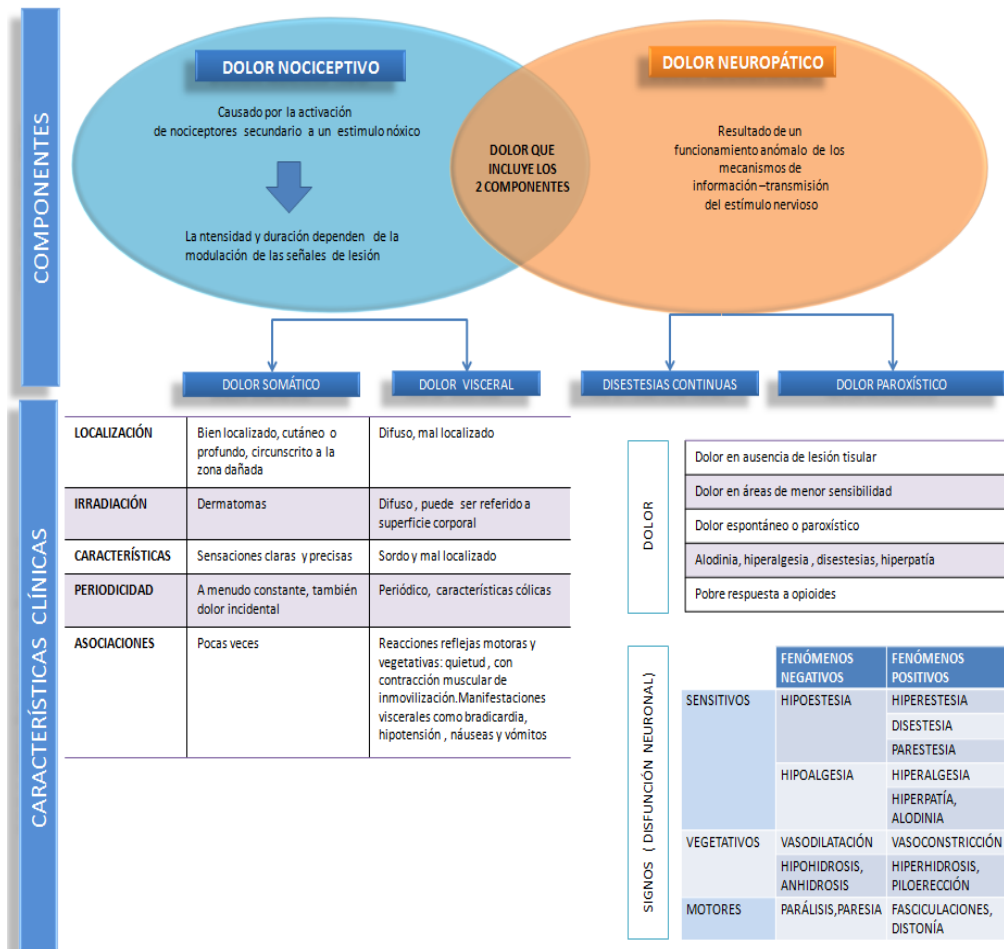 COMPONENTES
DOLOR NOCICEPTIVO
Causado por la activación
de nociceptores secundario a un estimulo nóxico
La ntensidad y duración dependen de la
modulación de las señales de lesión
DOLOR QUE
INCLUYE LOS
2 COMPONENTES
DOLOR NEUROPÁTICO
Resultado de un
funcionamiento anómalo de los
mecanismos de
información –transmisión
del estímulo nervioso
DOLOR SOMÁTICO
DOLOR VISCERAL
DISESTESIAS CONTINUAS
DOLOR PAROXÍSTICO
CARACTERÍSTICAS CLÍNICAS
LOCALIZACIÓN
Bien localizado, cutáneo o
profundo, circunscrito a la
zona dañada
Difuso, mal localizado
IRRADIACIÓN
Dermatomas
Difuso , puede ser referido a
superficie corporal
CARACTERÍSTICAS
Sensaciones claras y precisas
Sordo y mal localizado
PERIODICIDAD
A menudo constante, también
dolor incidental
Periódico, características cólicas
ASOCIACIONES
Pocas veces
Reacciones reflejas motoras y
vegetativas: quietud , con
contracción muscular de
inmovilización.Manifestaciones
viscerales como bradicardia,
hipotensión , náuseas y vómitos
DOLOR
Dolor en ausencia de lesión tisular
Dolor en áreas de menor sensibilidad
Dolor espontáneo o paroxístico
Alodinia, hiperalgesia , disestesias, hiperpatía
Pobre respuesta a opioides
SIGNOS ( DISFUNCIÓN NEURONAL)
FENÓMENOS
NEGATIVOS
FENÓMENOS
POSITIVOS
SENSITIVOS
HIPOESTESIA
HIPERESTESIA
DISESTESIA
PARESTESIA
HIPOALGESIA
HIPERALGESIA
HIPERPATÍA,
ALODINIA
VEGETATIVOS
VASODILATACIÓN
VASOCONSTRICCIÓN
HIPOHIDROSIS,
ANHIDROSIS
HIPERHIDROSIS,
PILOERECCIÓN
MOTORES
PARÁLISIS,PARESIA
FASCICULACIONES,
DISTONÍA